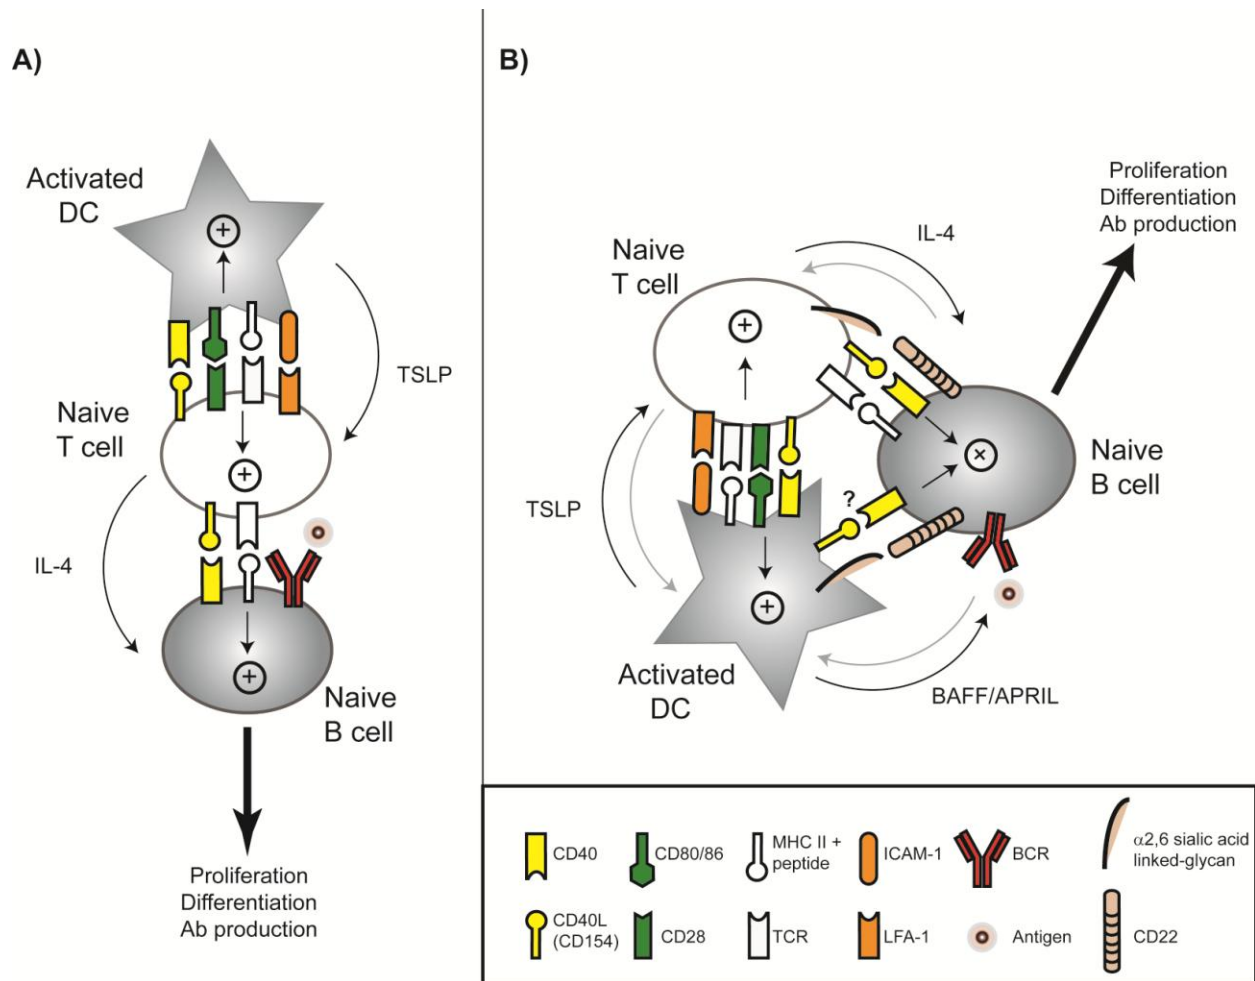 A)
Activated
DC
TSLP
Naive
T cell
IL-4
Naive
B cell
Proliferation
Differentiation
Ab production
B)
Proliferation
Differentiation
Ab production
IL-4
Naive
T cell
Naive
B cell
TSLP
?
Activated
DC
BAFF/APRIL
CD40
CD80/86
MHC II +
peptide
ICAM-1
BCR
α2,6 sialic acid
linked-glycan
CD40L
(CD154)
CD28
TCR
LFA-1
Antigen
CD22